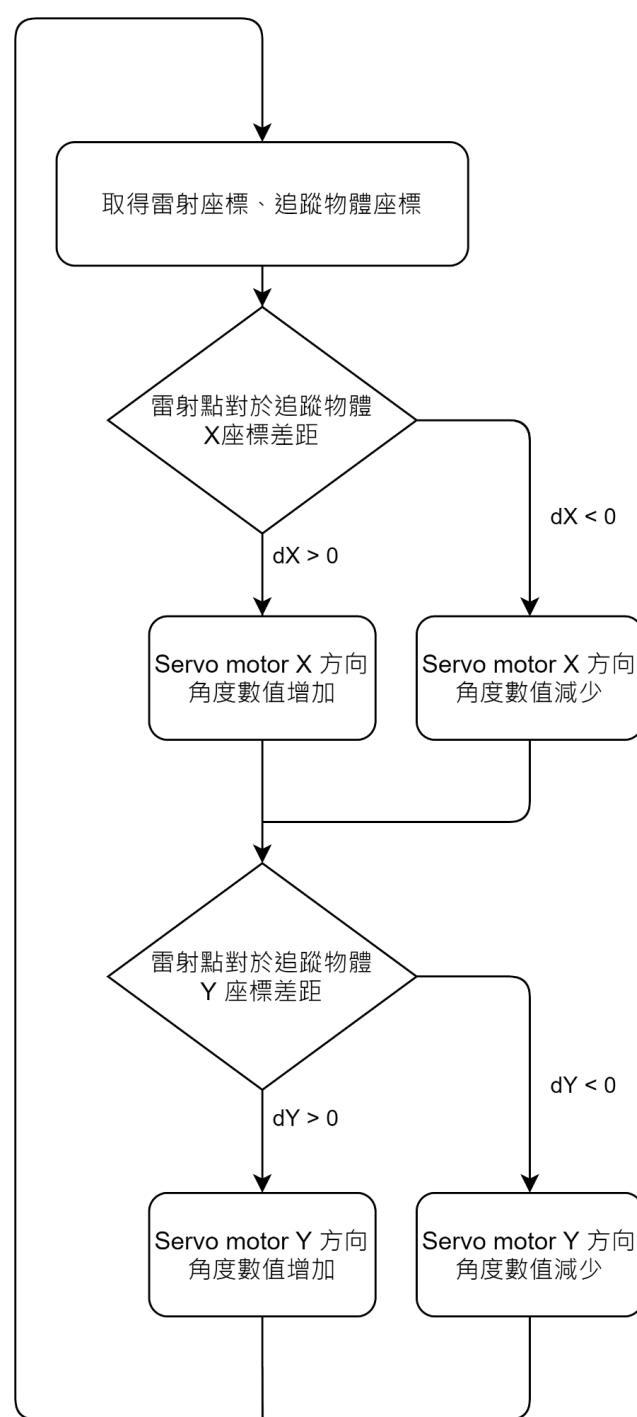 取得雷射座標、追蹤物體座標
雷射點對於追蹤物體
X座標差距
dX < 0
dX > 0
Servo motor X 方向
角度數值增加
Servo motor X 方向
角度數值減少
雷射點對於追蹤物體
Y 座標差距
dY < 0
dY > 0
Servo motor Y 方向
角度數值增加
Servo motor Y 方向
角度數值減少